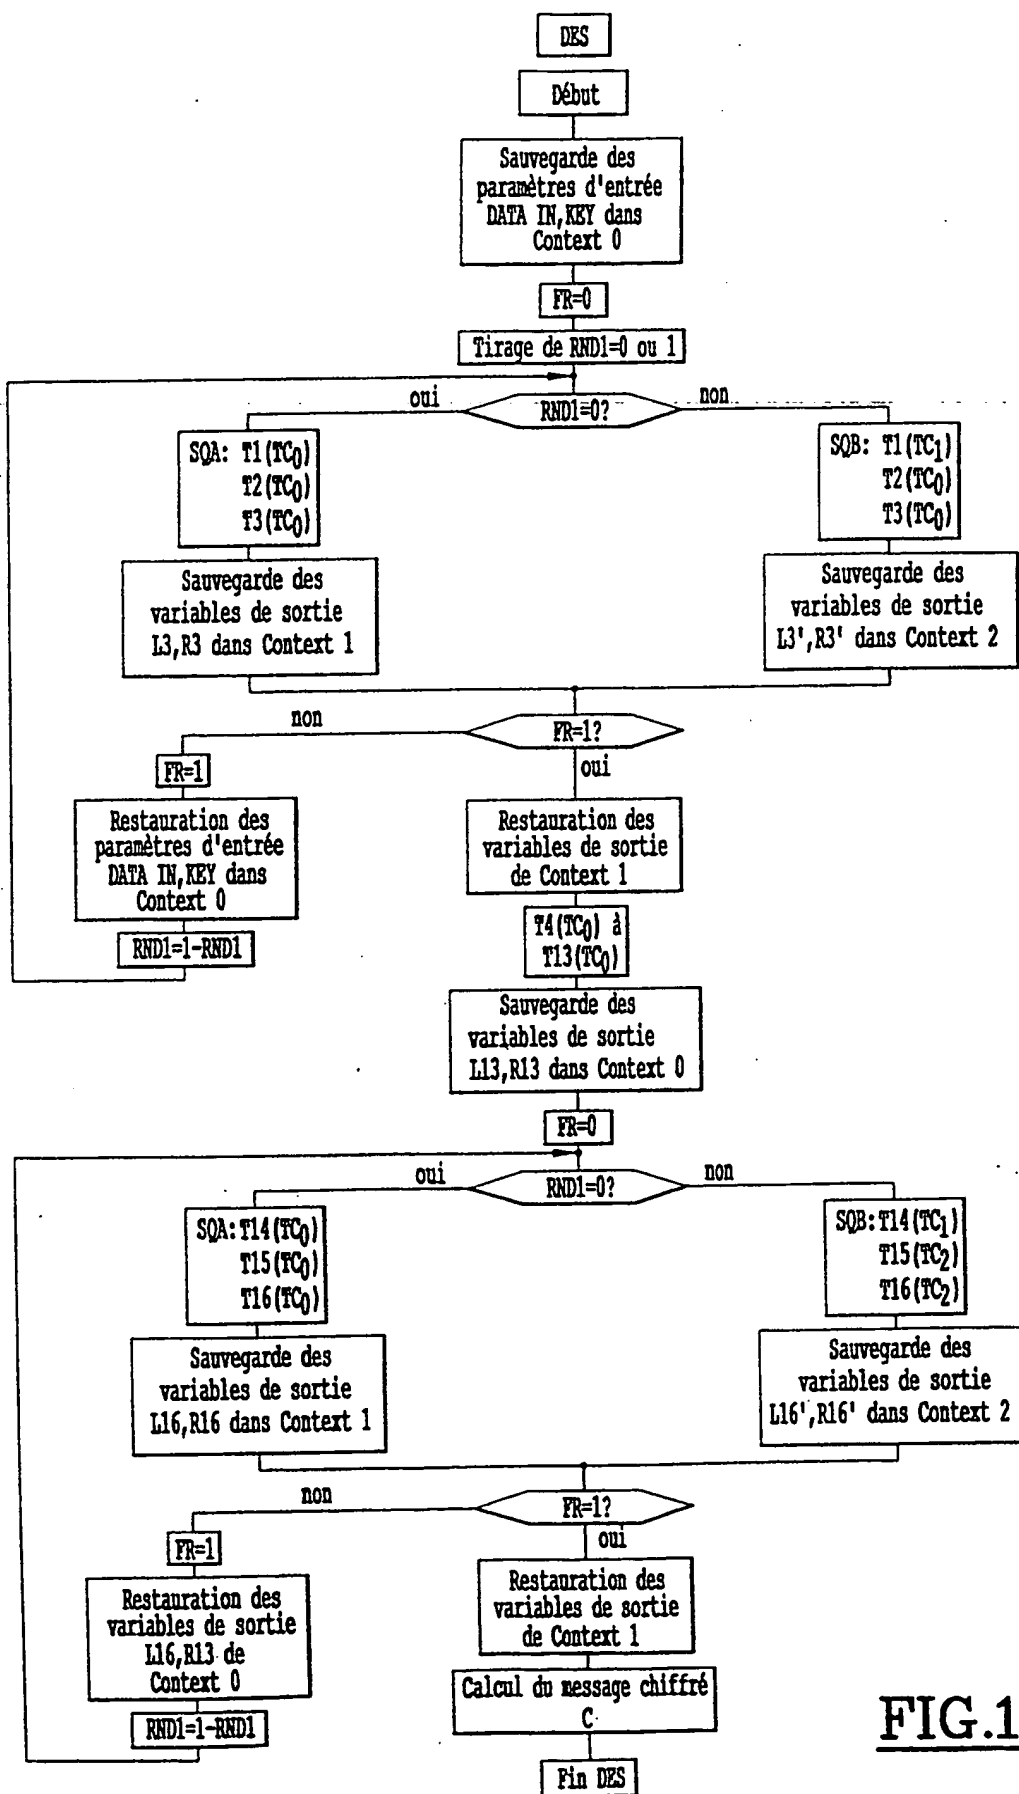 DES
Début
Sauvegarde des
paramètres d'entrée
DATA IN,KEY dans
Context 0
FR=0
Tirage de RND1=0 ou 1
oui
RND1=0?
non
SQA: T1(TC0)
T2(TC0)
T3(TC0)
SQB: T1(TC1)
T2(TC0)
T3(TC0)
Sauvegarde des
variables de sortie
L3,R3 dans Context 1
Sauvegarde des
variables de sortie
L3',R3' dans Context 2
non
FR=1?
oui
FR=1
Restauration des
paramètres d'entrée
DATA IN,KEY dans
Context 0
RND1=1-RND1
Restauration des
variables de sortie
de Context 1
T4(TC0) à
T13(TC0)
Sauvegarde des
variables de sortie
L13,R13 dans Context 0
FR=0
oui
RND1=0?
non
SQA:T14(TC0)
T15(TC0)
T16(TC0)
SQB:T14(TC1)
T15(TC2)
T16(TC2)
Sauvegarde des
variables de sortie
L16,R16 dans Context 1
Sauvegarde des
variables de sortie
L16',R16' dans Context 2
non
FR=1?
oui
FR=1
Restauration des
variables de sortie
L16,R13 de
Context 0
RND1=1-RND1
Restauration des
variables de sortie
de Context 1
Calcul du message chiffré
C
Fin DES
FIG.1